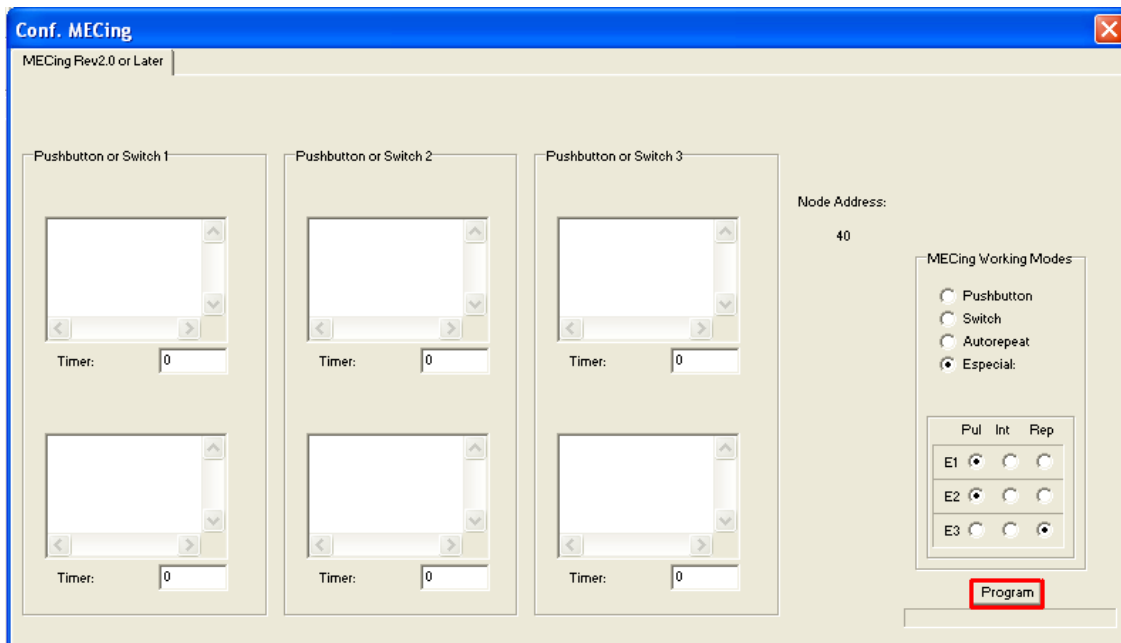 Conf. MECing
MECing Rev2.0 or Later
Pushbutton or Switch 1
Pushbutton or Switch 2
Pushbutton or Switch 3
Timer: 0
Timer: 0
Timer: 0
Timer: 0
Timer: 0
Timer: 0
Node Address:
40
MECing Working Modes
Pushbutton
Switch
Autorepeat
Especial:
Pul Int Rep
E1
E2
E3
Program